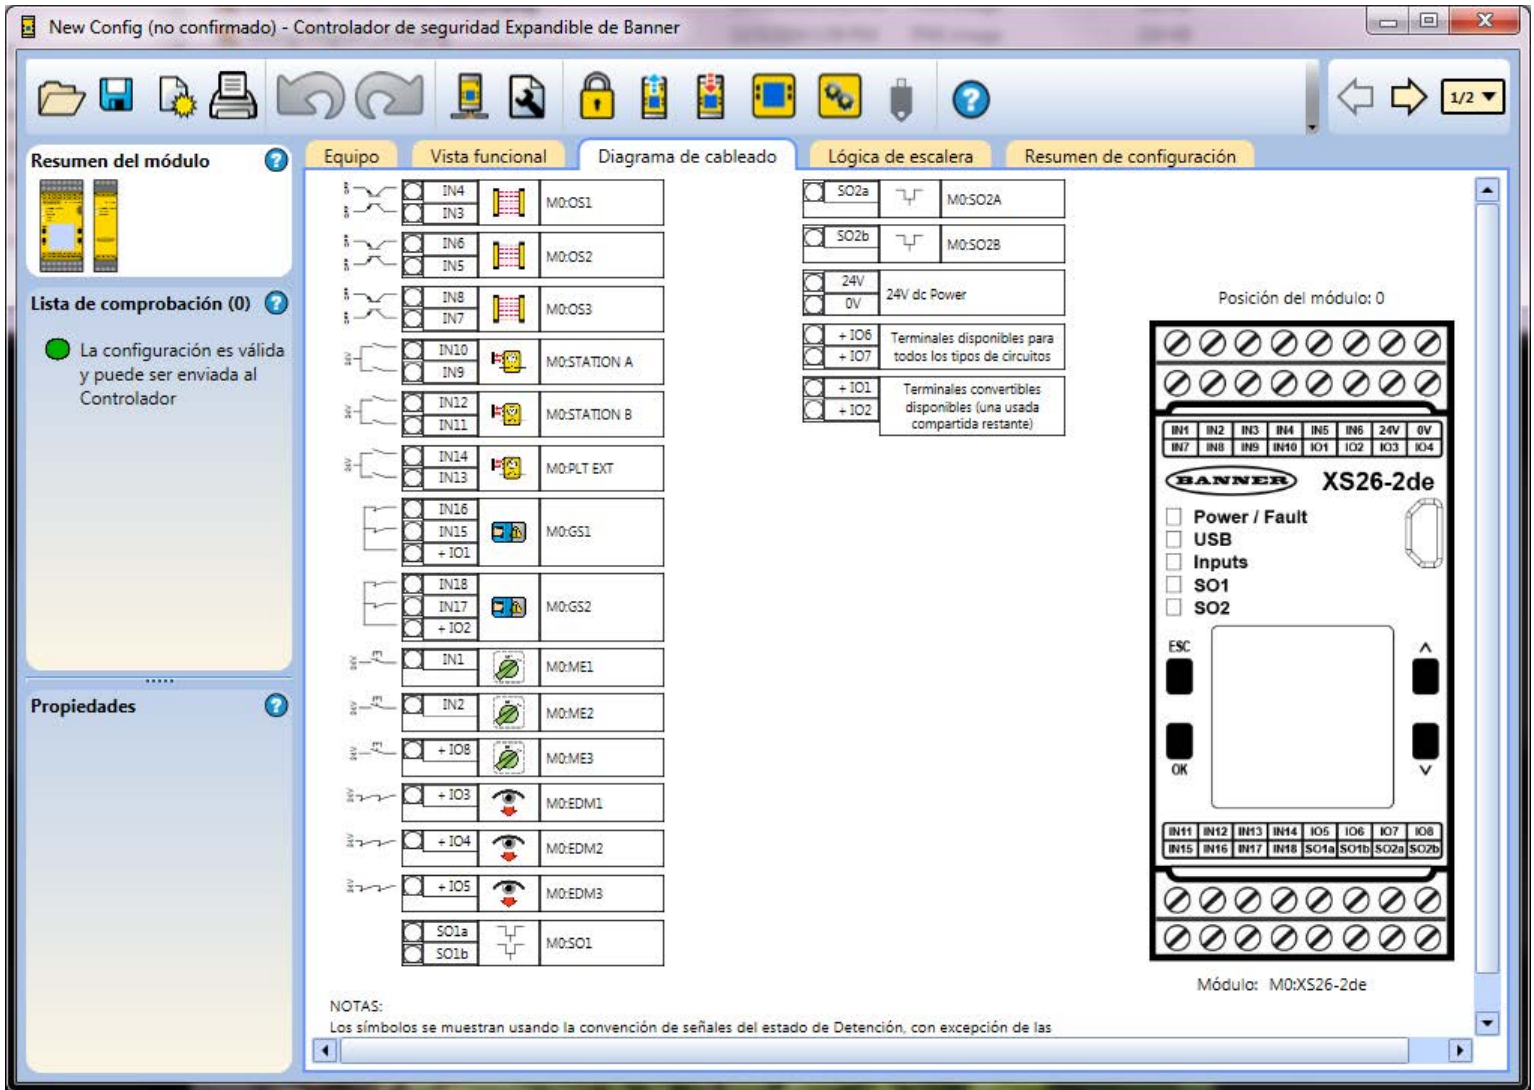 New Config (no confirmado) - Controlador de seguridad Expandible de Banner
1/2
Resumen del módulo
Lista de comprobación (0)
La configuración es válida
y puede ser enviada al
Controlador
Propiedades
Equipo
Vista funcional
Diagrama de cableado
Lógica de escalera
Resumen de configuración
IN4
IN3
M0:OS1
IN6
IN5
M0:OS2
IN8
IN7
M0:OS3
24V
IN10
IN9
M0:STATION A
24V
IN12
IN11
M0:STATION B
24V
IN14
IN13
M0:PLT EXT
IN16
IN15
+ IO1
M0:GS1
IN18
IN17
+ IO2
M0:GS2
24V
IN1
M0:ME1
24V
IN2
M0:ME2
24V
+ IO8
M0:ME3
24V
+ IO3
M0:EDM1
24V
+ IO4
M0:EDM2
24V
+ IO5
M0:EDM3
SO1a
SO1b
M0:SO1
SO2a
M0:SO2A
SO2b
M0:SO2B
24V
0V
24V dc Power
+ IO6
+ IO7
Terminales disponibles para
todos los tipos de circuitos
+ IO1
+ IO2
Terminales convertibles
disponibles (una usada
compartida restante)
Posición del módulo: 0
IN1 IN2 IN3 IN4 IN5 IN6 24V 0V
IN7 IN8 IN9 IN10 IO1 IO2 IO3 IO4
BANNER XS26-2de
Power / Fault
USB
Inputs
SO1
SO2
ESC
OK
IN11 IN12 IN13 IN14 IO5 IO6 IO7 IO8
IN15 IN16 IN17 IN18 SO1a SO1b SO2a SO2b
Módulo: M0:XS26-2de
NOTAS:
Los símbolos se muestran usando la convención de señales del estado de Detención, con excepción de las